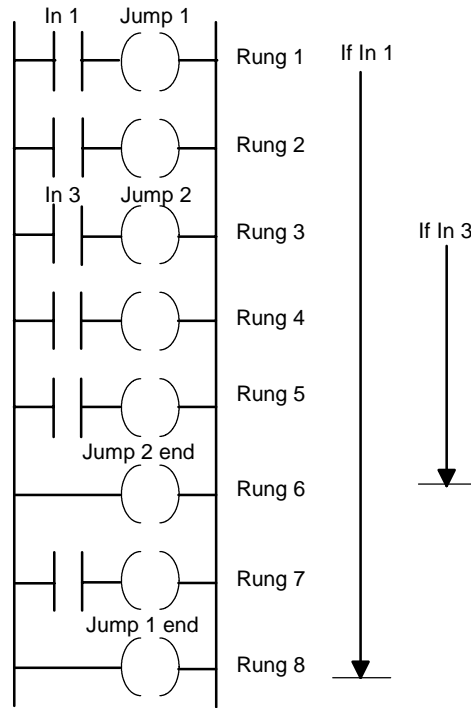 In 1 Jump 1
Rung 1
If In 1
Rung 2
In 3 Jump 2
Rung 3
If In 3
Rung 4
Rung 5
Jump 2 end
Rung 6
Rung 7
Jump 1 end
Rung 8